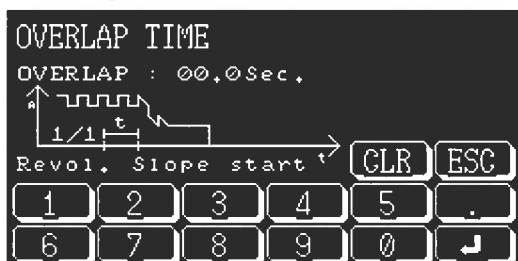 OVERLAP TIME
OVERLAP : 00.0Sec.
A
1/1 t
Revol. Slope start t CLR ESC
1 2 3 4 5 .
6 7 8 9 0 ↵